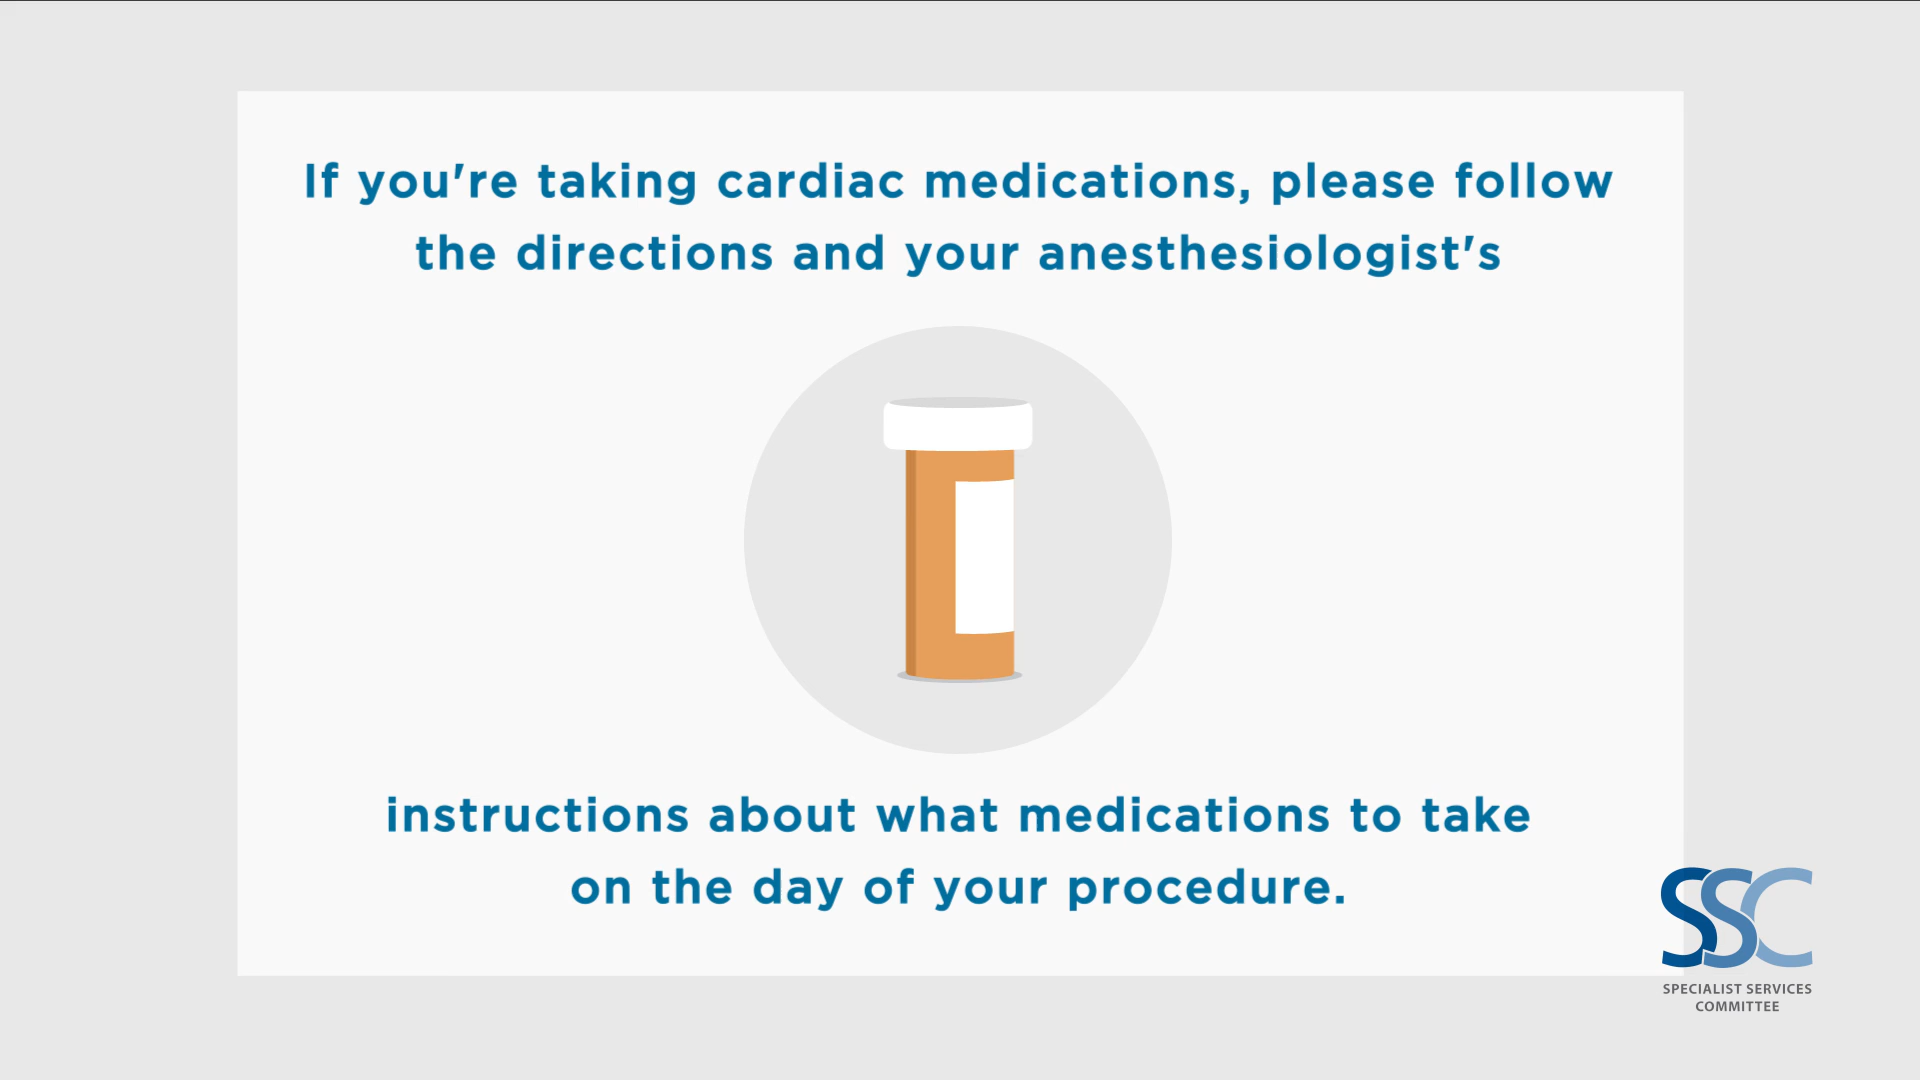 If you're taking cardiac medications, please follow
the directions and your anesthesiologist's
instructions about what medications to take
on the day of your procedure.
SSC
SPECIALIST SERVICES
COMMITTEE